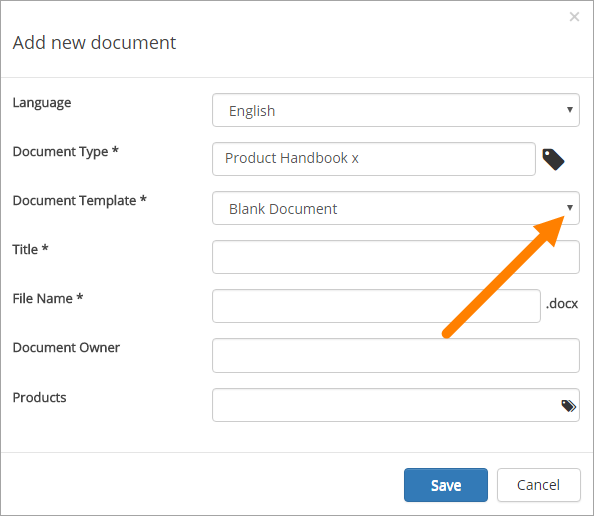 Add new document
Language English
Document Type * Product Handbook x
Document Template * Blank Document
Title *
File Name * .docx
Document Owner
Products
Save Cancel